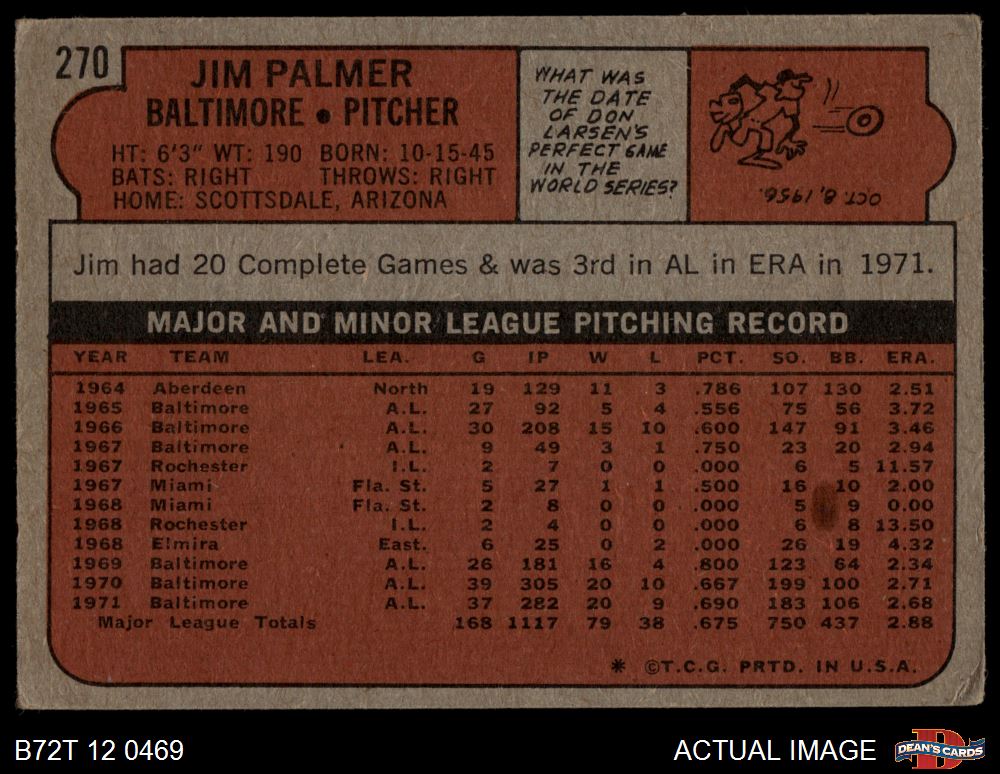 270
JIM PALMER
BALTIMORE • PITCHER
HT: 6'3" WT: 190 BORN: 10-15-45
BATS: RIGHT THROWS: RIGHT
HOME: SCOTTSDALE, ARIZONA
WHAT WAS
THE DATE
OF DON
LARSEN'S
PERFECT GAME
IN THE
WORLD SERIES?
OCT. 8, 1956.
Jim had 20 Complete Games & was 3rd in AL in ERA in 1971.
MAJOR AND MINOR LEAGUE PITCHING RECORD
YEAR TEAM LEA. G IP W L PCT. SO. BB. ERA.
1964 Aberdeen North 19 129 11 3 .786 107 130 2.51
1965 Baltimore A.L. 27 92 5 4 .556 75 56 3.72
1966 Baltimore A.L. 30 208 15 10 .600 147 91 3.46
1967 Baltimore A.L. 9 49 3 1 .750 23 20 2.94
1967 Rochester I.L. 2 7 0 0 .000 6 5 11.57
1967 Miami Fla. St. 5 27 1 1 .500 16 10 2.00
1968 Miami Fla. St. 2 8 0 0 .000 5 9 0.00
1968 Rochester I.L. 2 4 0 0 .000 6 8 13.50
1968 Elmira East. 6 25 0 2 .000 26 19 4.32
1969 Baltimore A.L. 26 181 16 4 .800 123 64 2.34
1970 Baltimore A.L. 39 305 20 10 .667 199 100 2.71
1971 Baltimore A.L. 37 282 20 9 .690 183 106 2.68
Major League Totals 168 1117 79 38 .675 750 437 2.88
* ©T.C.G. PRTD. IN U.S.A.
B72T 12 0469
ACTUAL IMAGE
D
DEAN'S CARDS